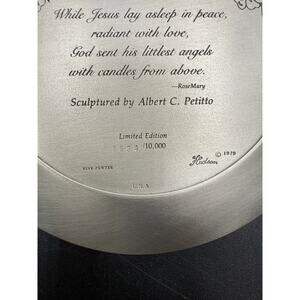 While Jesus lay asleep in peace,
radiant with love,
God sent his littlest angels
with candles from above.
—RoseMary
Sculptured by Albert C. Petitto
Limited Edition
/10,000
FINE PEWTER
Hudson © 1979
U.S.A.